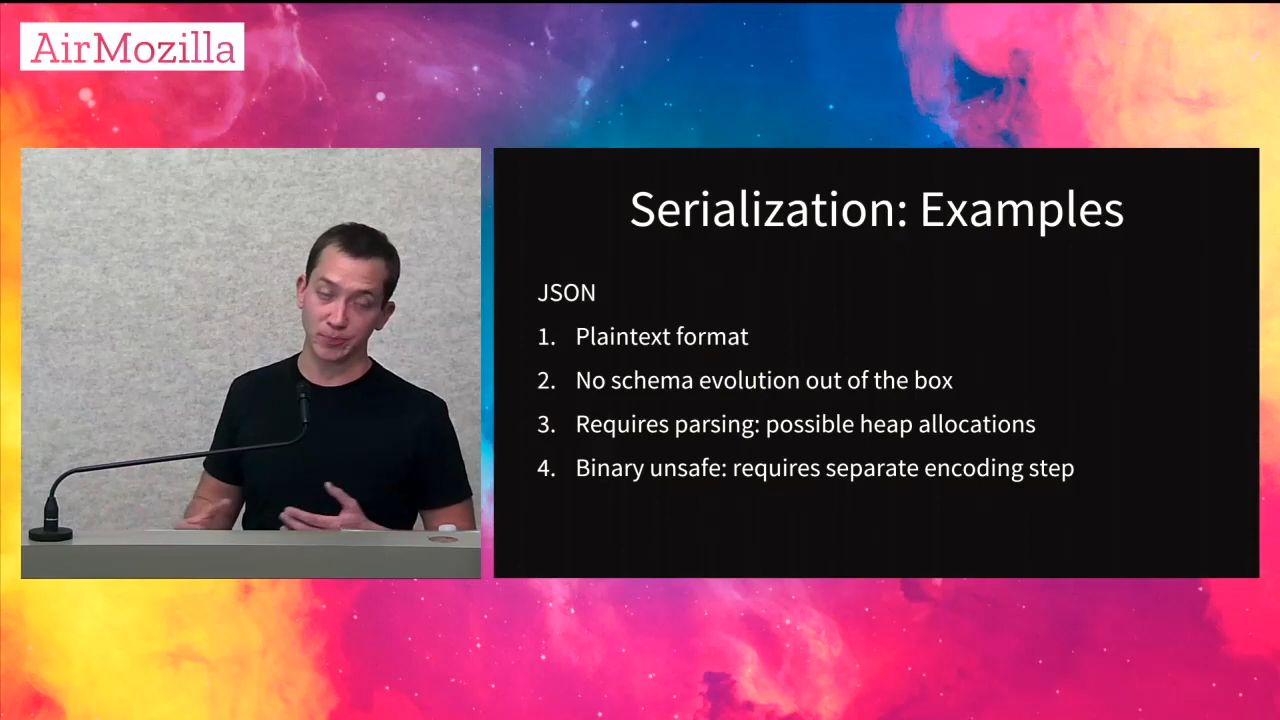 AirMozilla
Serialization: Examples
JSON
1. Plaintext format
2. No schema evolution out of the box
3. Requires parsing: possible heap allocations
4. Binary unsafe: requires separate encoding step